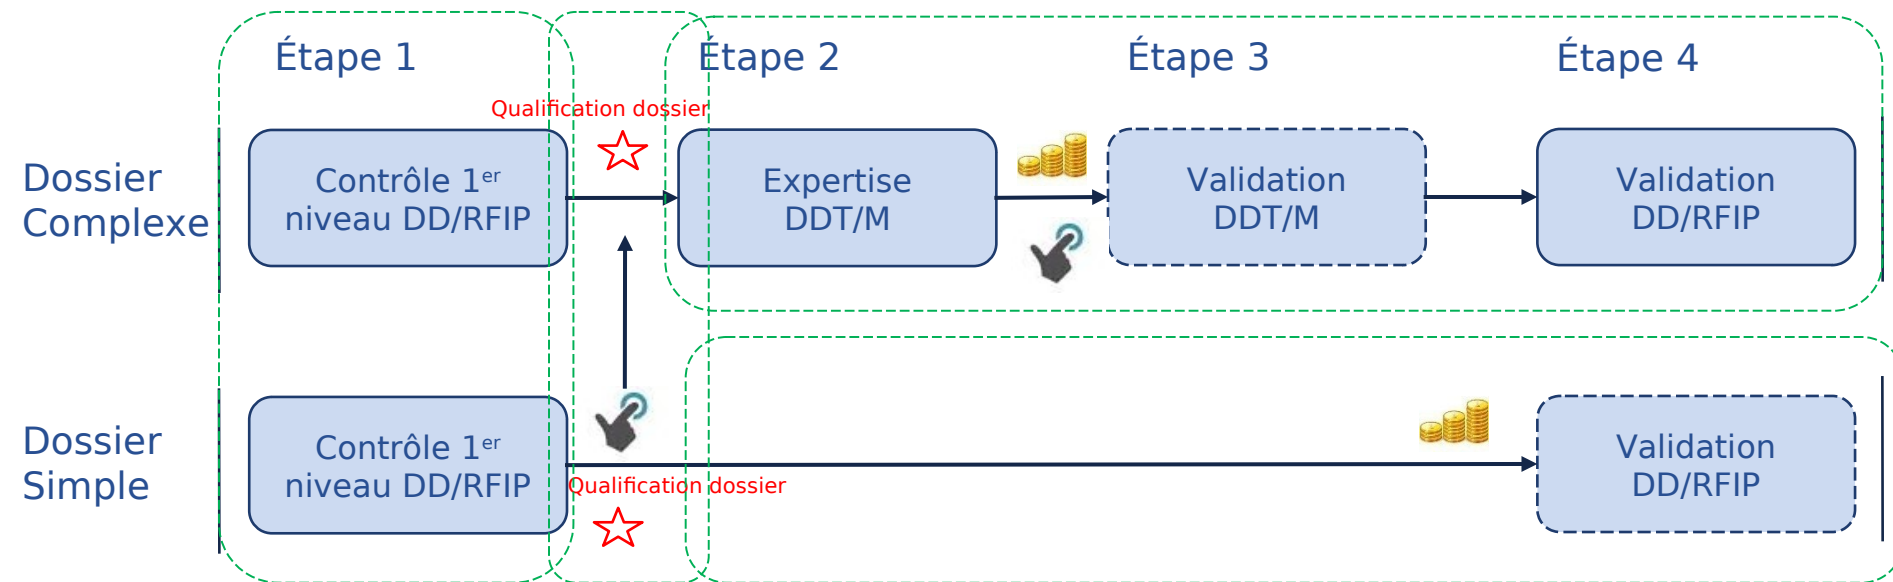 Étape 1
Étape 2
Étape 3
Étape 4
Qualification dossier
Dossier
Complexe
Contrôle 1er
niveau DD/RFIP
Expertise
DDT/M
Validation
DDT/M
Validation
DD/RFIP
Dossier
Simple
Contrôle 1er
niveau DD/RFIP
Qualification dossier
Validation
DD/RFIP